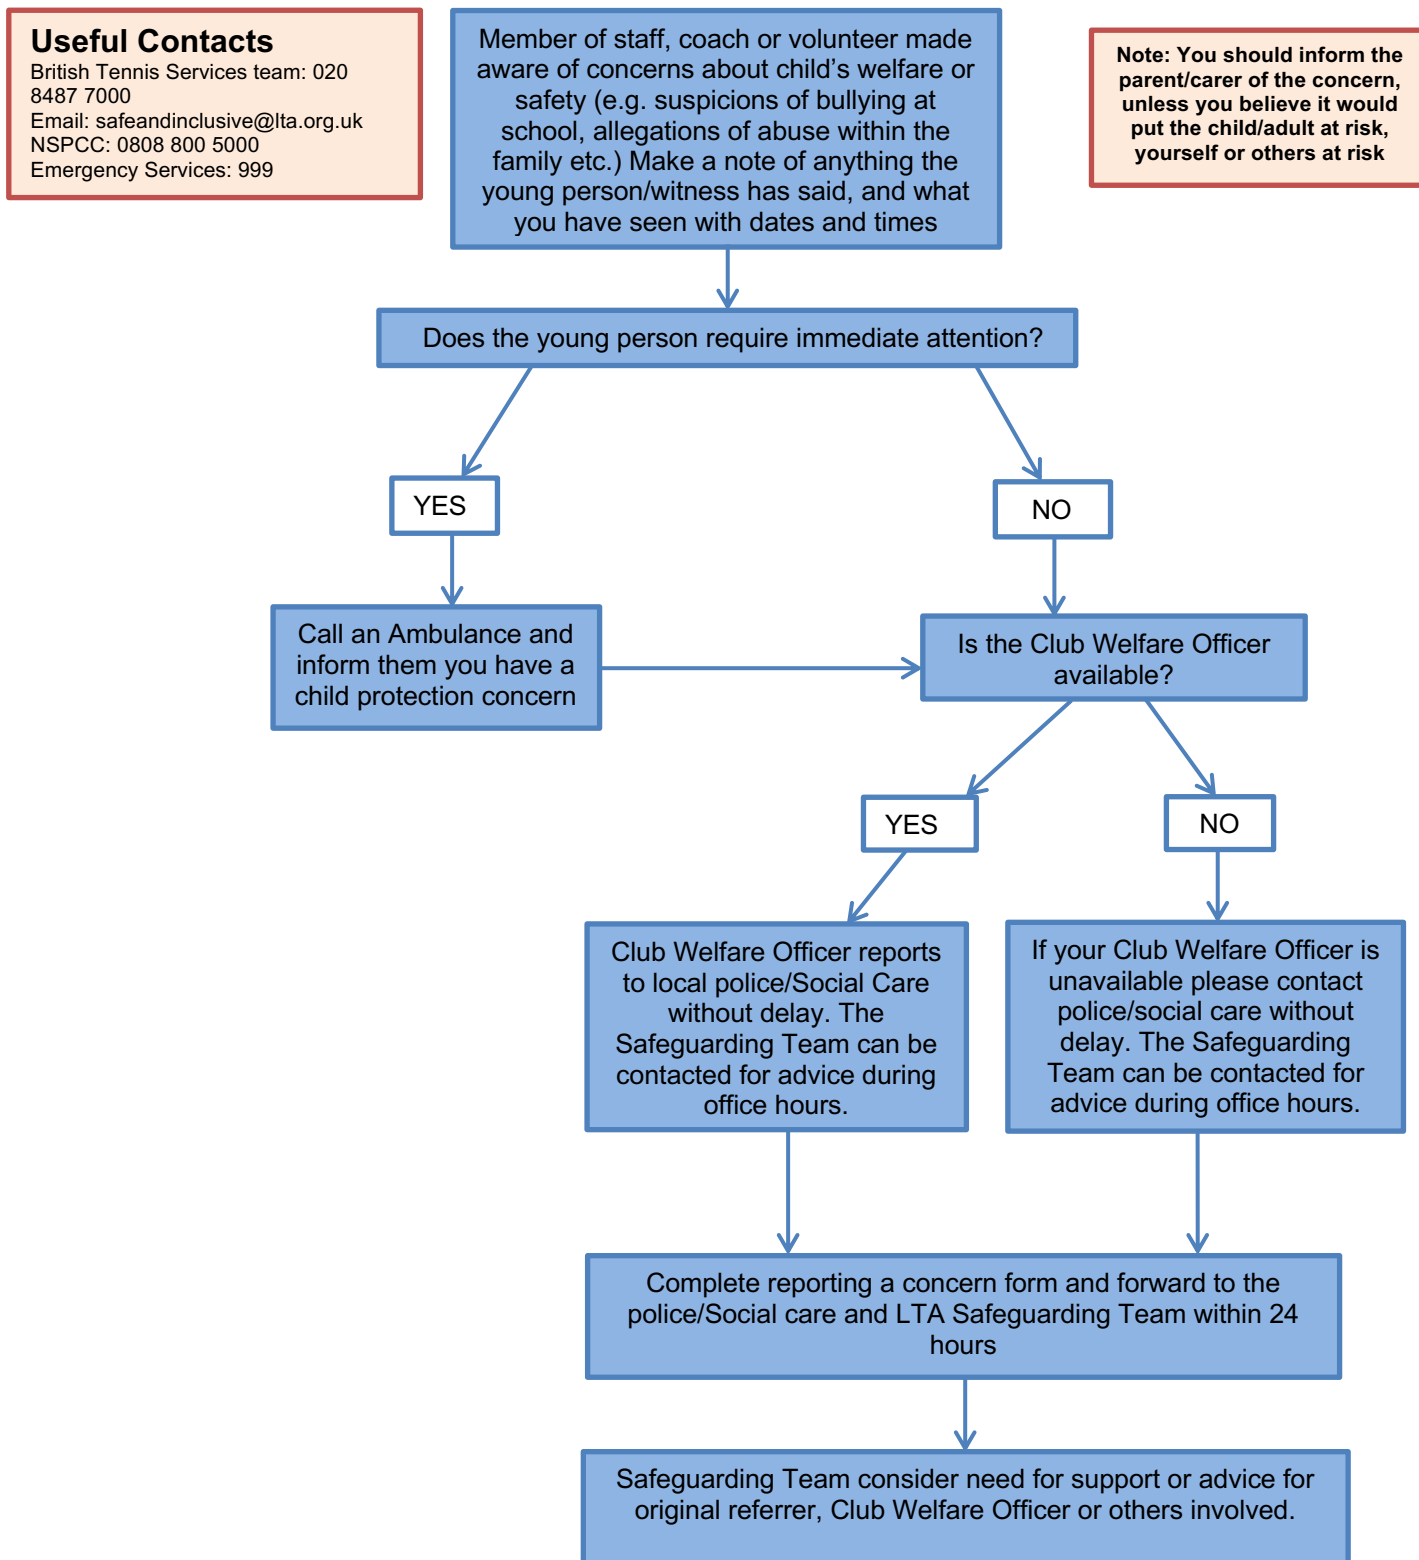 Useful Contacts
British Tennis Services team: 020
8487 7000
Email: safeandinclusive@lta.org.uk
NSPCC: 0808 800 5000
Emergency Services: 999
Member of staff, coach or volunteer made
aware of concerns about child’s welfare or
safety (e.g. suspicions of bullying at
school, allegations of abuse within the
family etc.) Make a note of anything the
young person/witness has said, and what
you have seen with dates and times
Note: You should inform the
parent/carer of the concern,
unless you believe it would
put the child/adult at risk,
yourself or others at risk
Does the young person require immediate attention?
YES
NO
Call an Ambulance and
inform them you have a
child protection concern
Is the Club Welfare Officer
available?
YES
NO
Club Welfare Officer reports
to local police/Social Care
without delay. The
Safeguarding Team can be
contacted for advice during
office hours.
If your Club Welfare Officer is
unavailable please contact
police/social care without
delay. The Safeguarding
Team can be contacted for
advice during office hours.
Complete reporting a concern form and forward to the
police/Social care and LTA Safeguarding Team within 24
hours
Safeguarding Team consider need for support or advice for
original referrer, Club Welfare Officer or others involved.